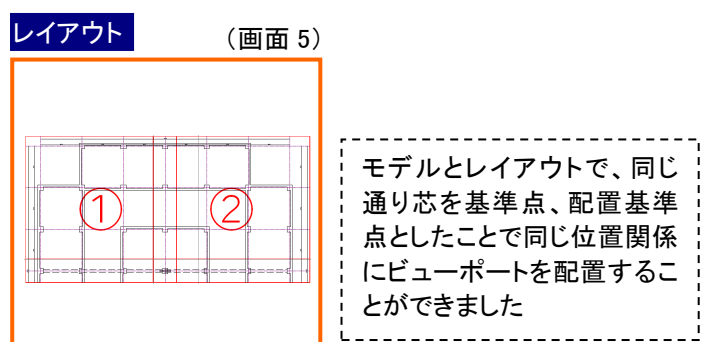 レイアウト
（画面 5）
① ②
モデルとレイアウトで、同じ
通り芯を基準点、配置基準
点としたことで同じ位置関係
にビューポートを配置するこ
とができました